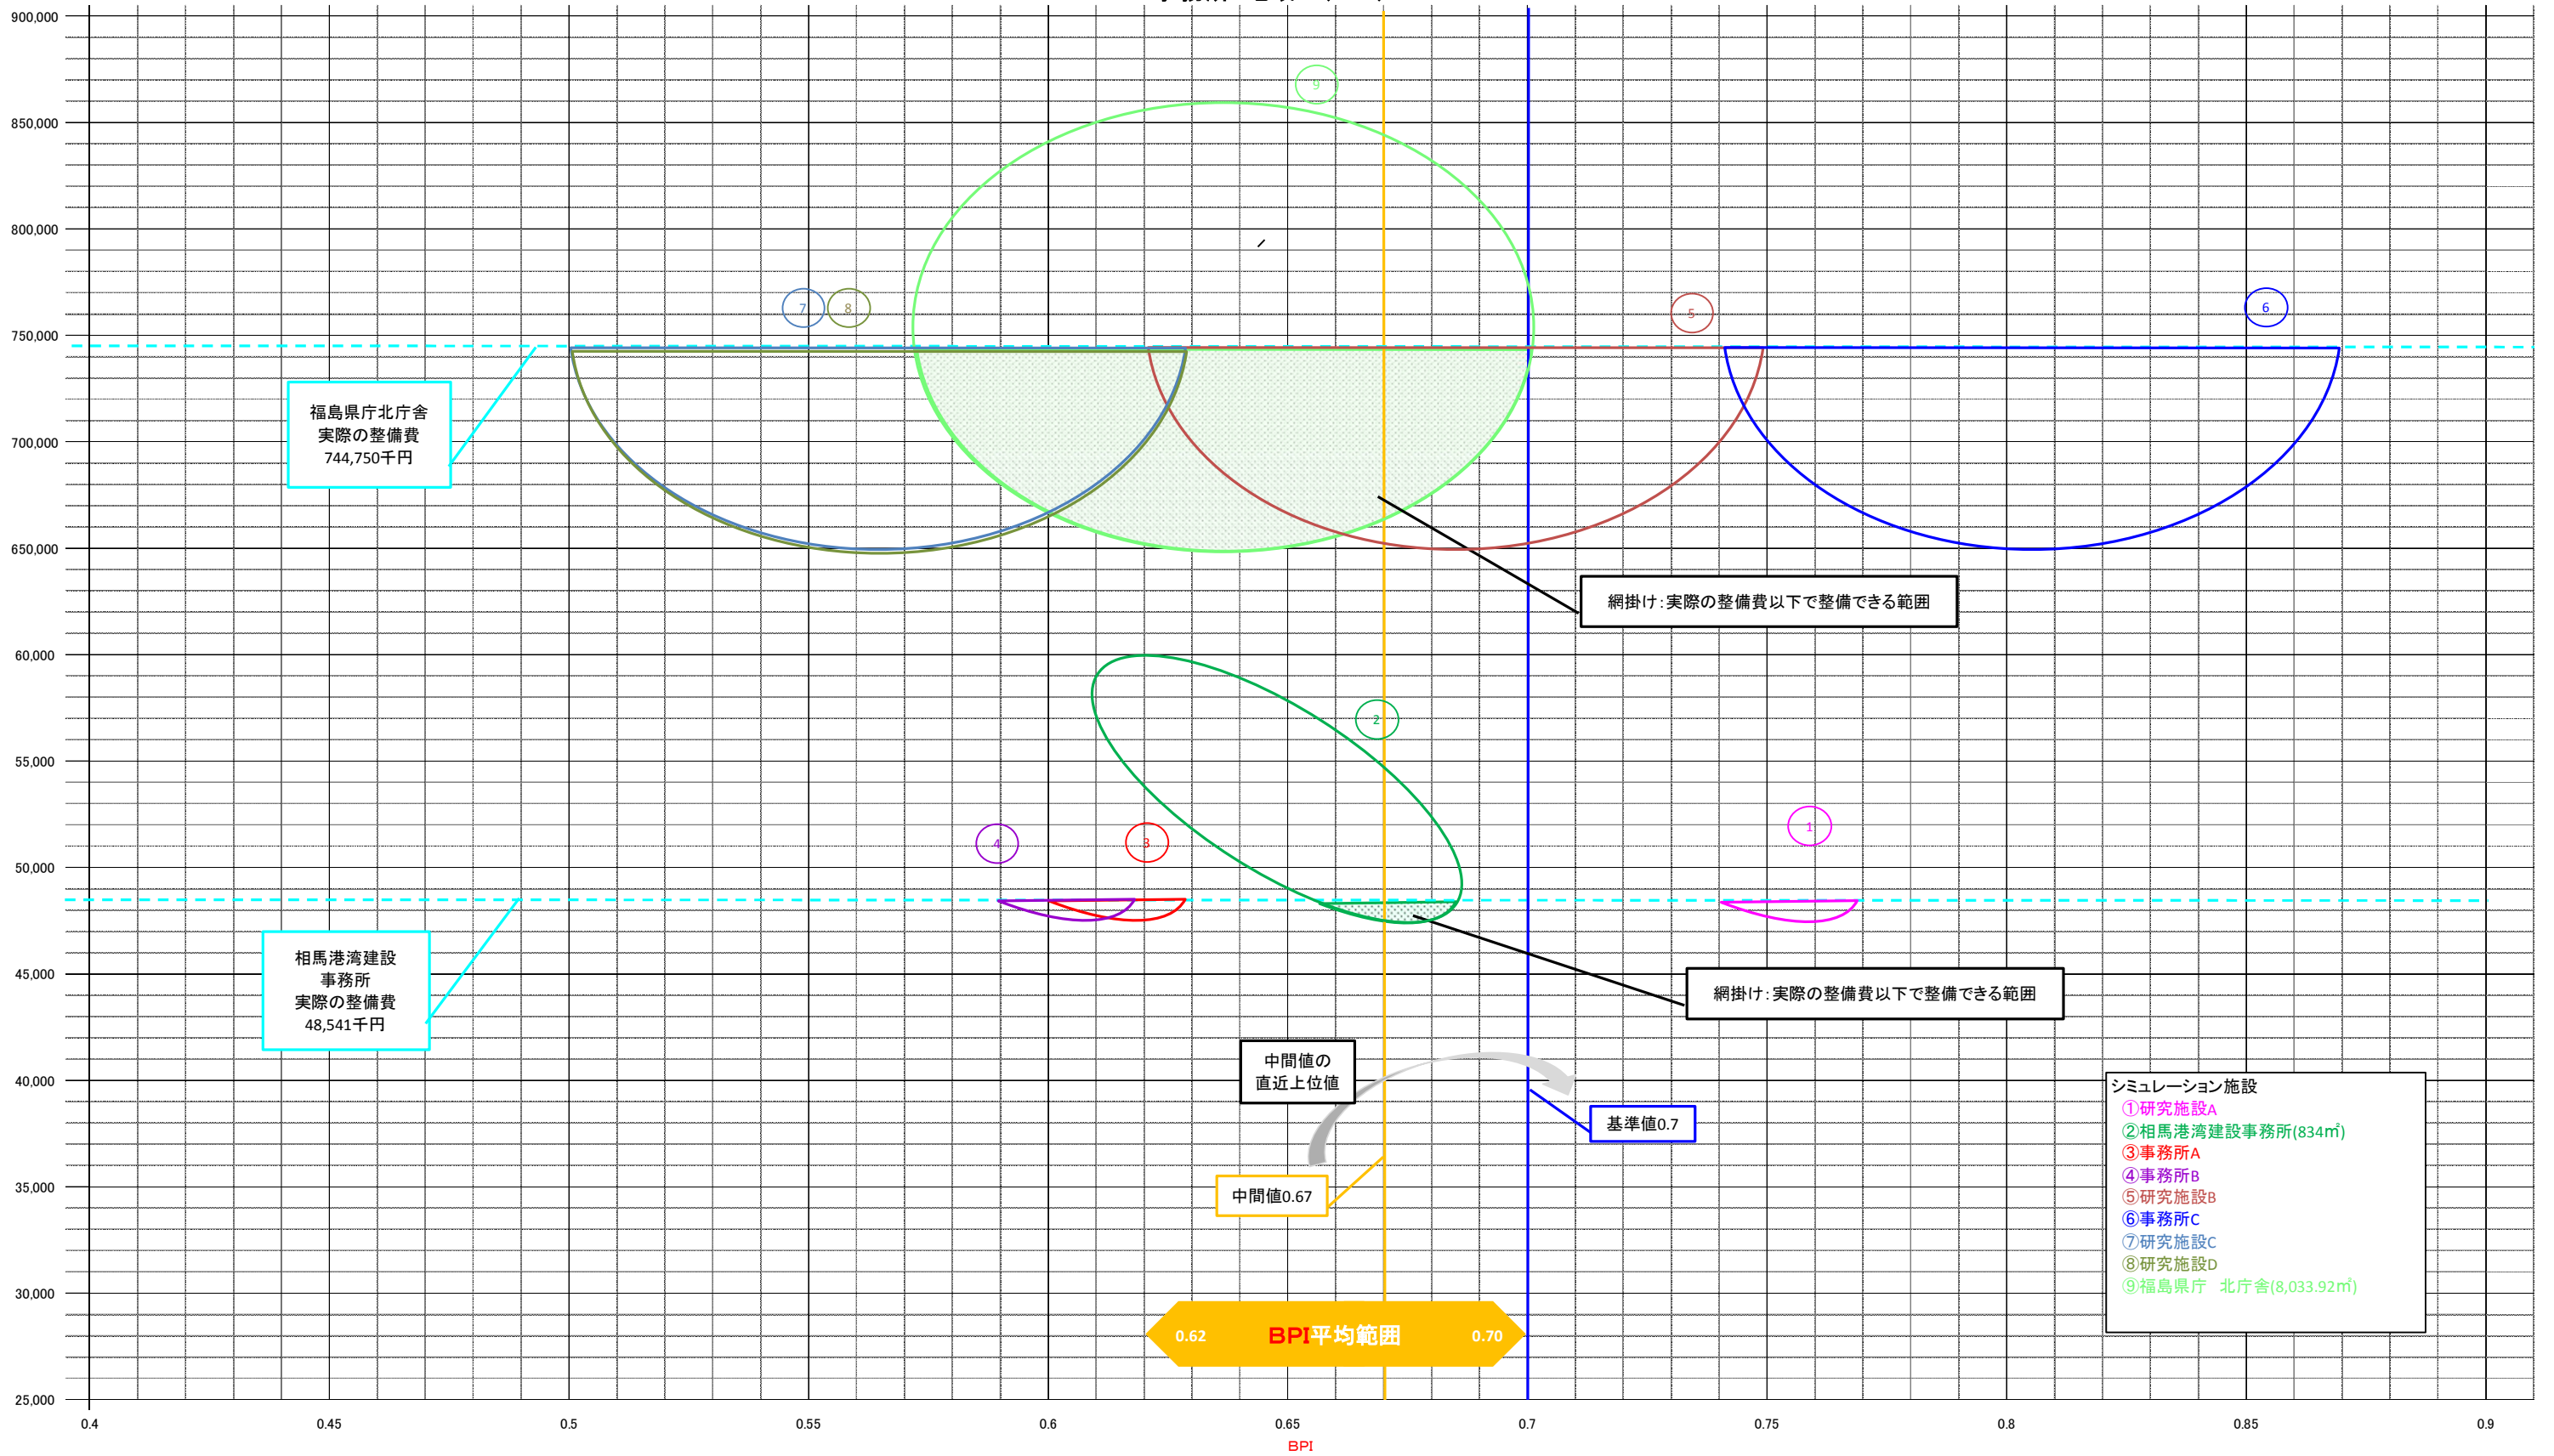 900,000
850,000
800,000
750,000
700,000
650,000
60,000
55,000
50,000
45,000
40,000
35,000
30,000
25,000
0.4
0.45
0.5
0.55
0.6
0.65
0.7
0.75
0.8
0.85
0.9
BPI
9
7
8
5
6
福島県庁北庁舎
実際の整備費
744,750千円
網掛け：実際の整備費以下で整備できる範囲
2
4
3
1
相馬港湾建設
事務所
実際の整備費
48,541千円
網掛け：実際の整備費以下で整備できる範囲
中間値の
直近上位値
基準値0.7
中間値0.67
0.62 BPI平均範囲 0.70
シミュレーション施設
①研究施設A
②相馬港湾建設事務所(834㎡)
③事務所A
④事務所B
⑤研究施設B
⑥事務所C
⑦研究施設C
⑧研究施設D
⑨福島県庁　北庁舎(8,033.92㎡)